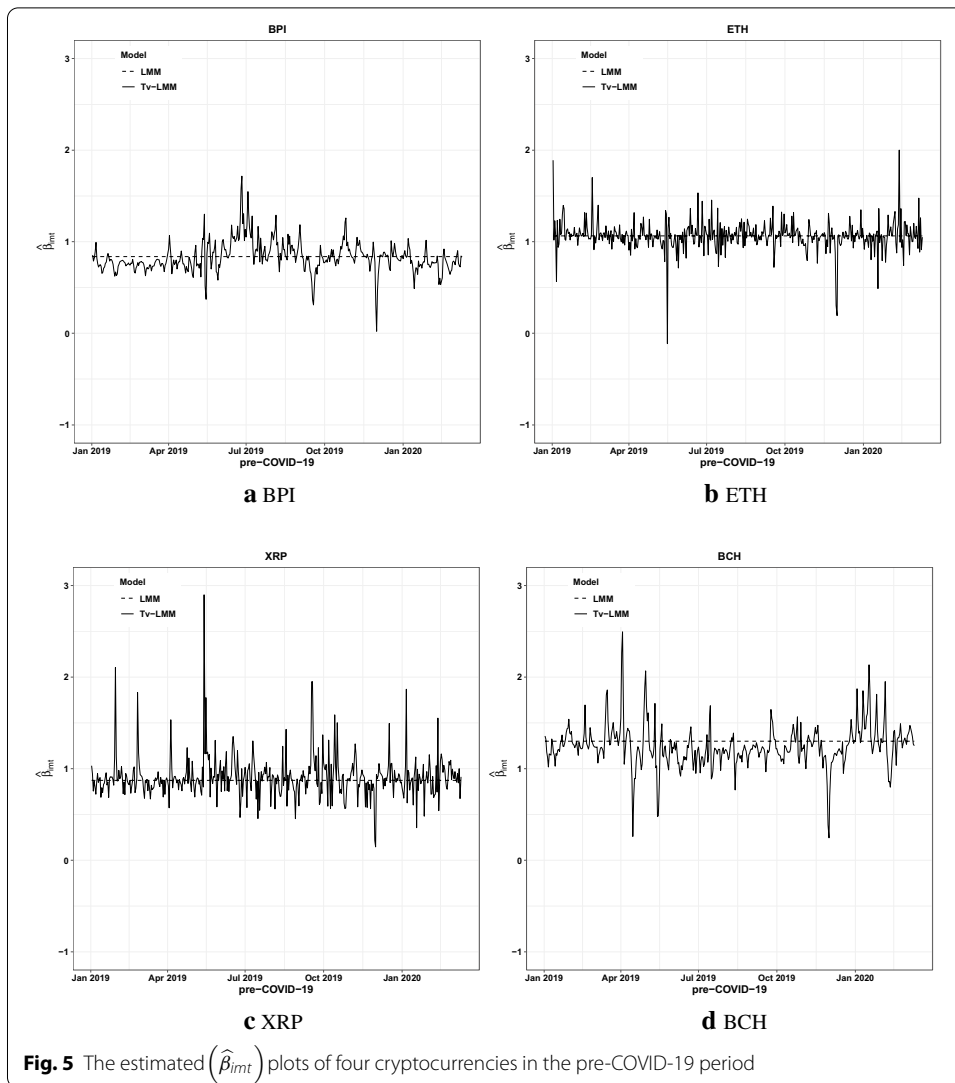 BPI
Model
LMM
Tv-LMM
3
2
1
0
−1
β̂imt
Jan 2019 Apr 2019 Jul 2019 Oct 2019 Jan 2020
pre-COVID-19
a BPI
ETH
Model
LMM
Tv-LMM
3
2
1
0
−1
β̂imt
Jan 2019 Apr 2019 Jul 2019 Oct 2019 Jan 2020
pre-COVID-19
b ETH
XRP
Model
LMM
Tv-LMM
3
2
1
0
−1
β̂imt
Jan 2019 Apr 2019 Jul 2019 Oct 2019 Jan 2020
pre-COVID-19
c XRP
BCH
Model
LMM
Tv-LMM
3
2
1
0
−1
β̂imt
Jan 2019 Apr 2019 Jul 2019 Oct 2019 Jan 2020
pre-COVID-19
d BCH
Fig. 5 The estimated (β̂imt) plots of four cryptocurrencies in the pre-COVID-19 period